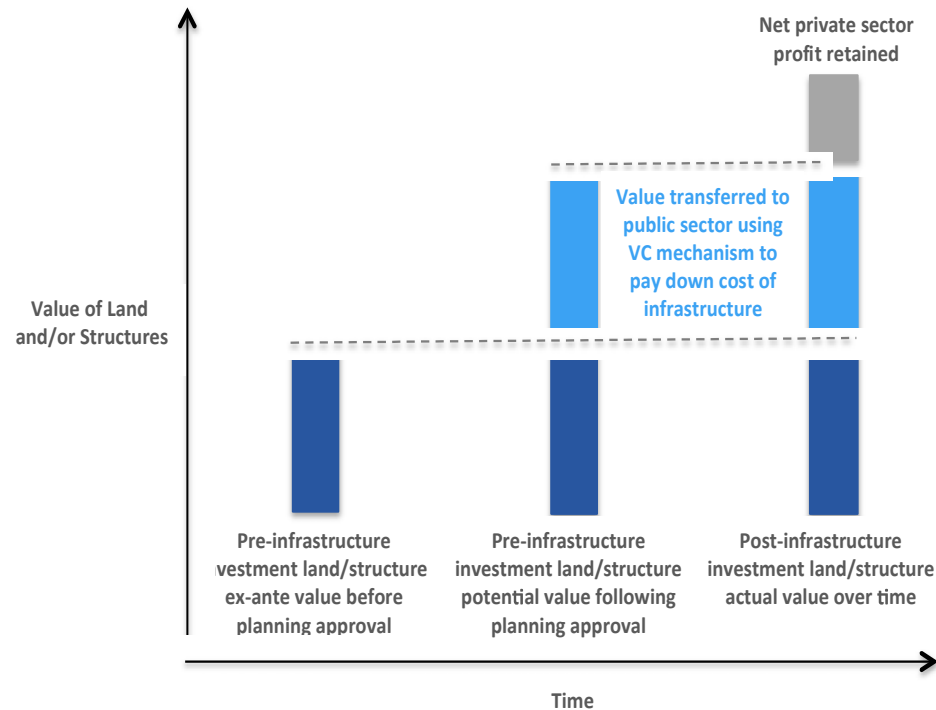 Net private sector
profit retained
Value transferred to
public sector using
VC mechanism to
pay down cost of
infrastructure
Value of Land
and/or Structures
Pre-infrastructure
nvestment land/structure
ex-ante value before
planning approval
Pre-infrastructure
investment land/structure
potential value following
planning approval
Post-infrastructure
investment land/structure
actual value over time
Time